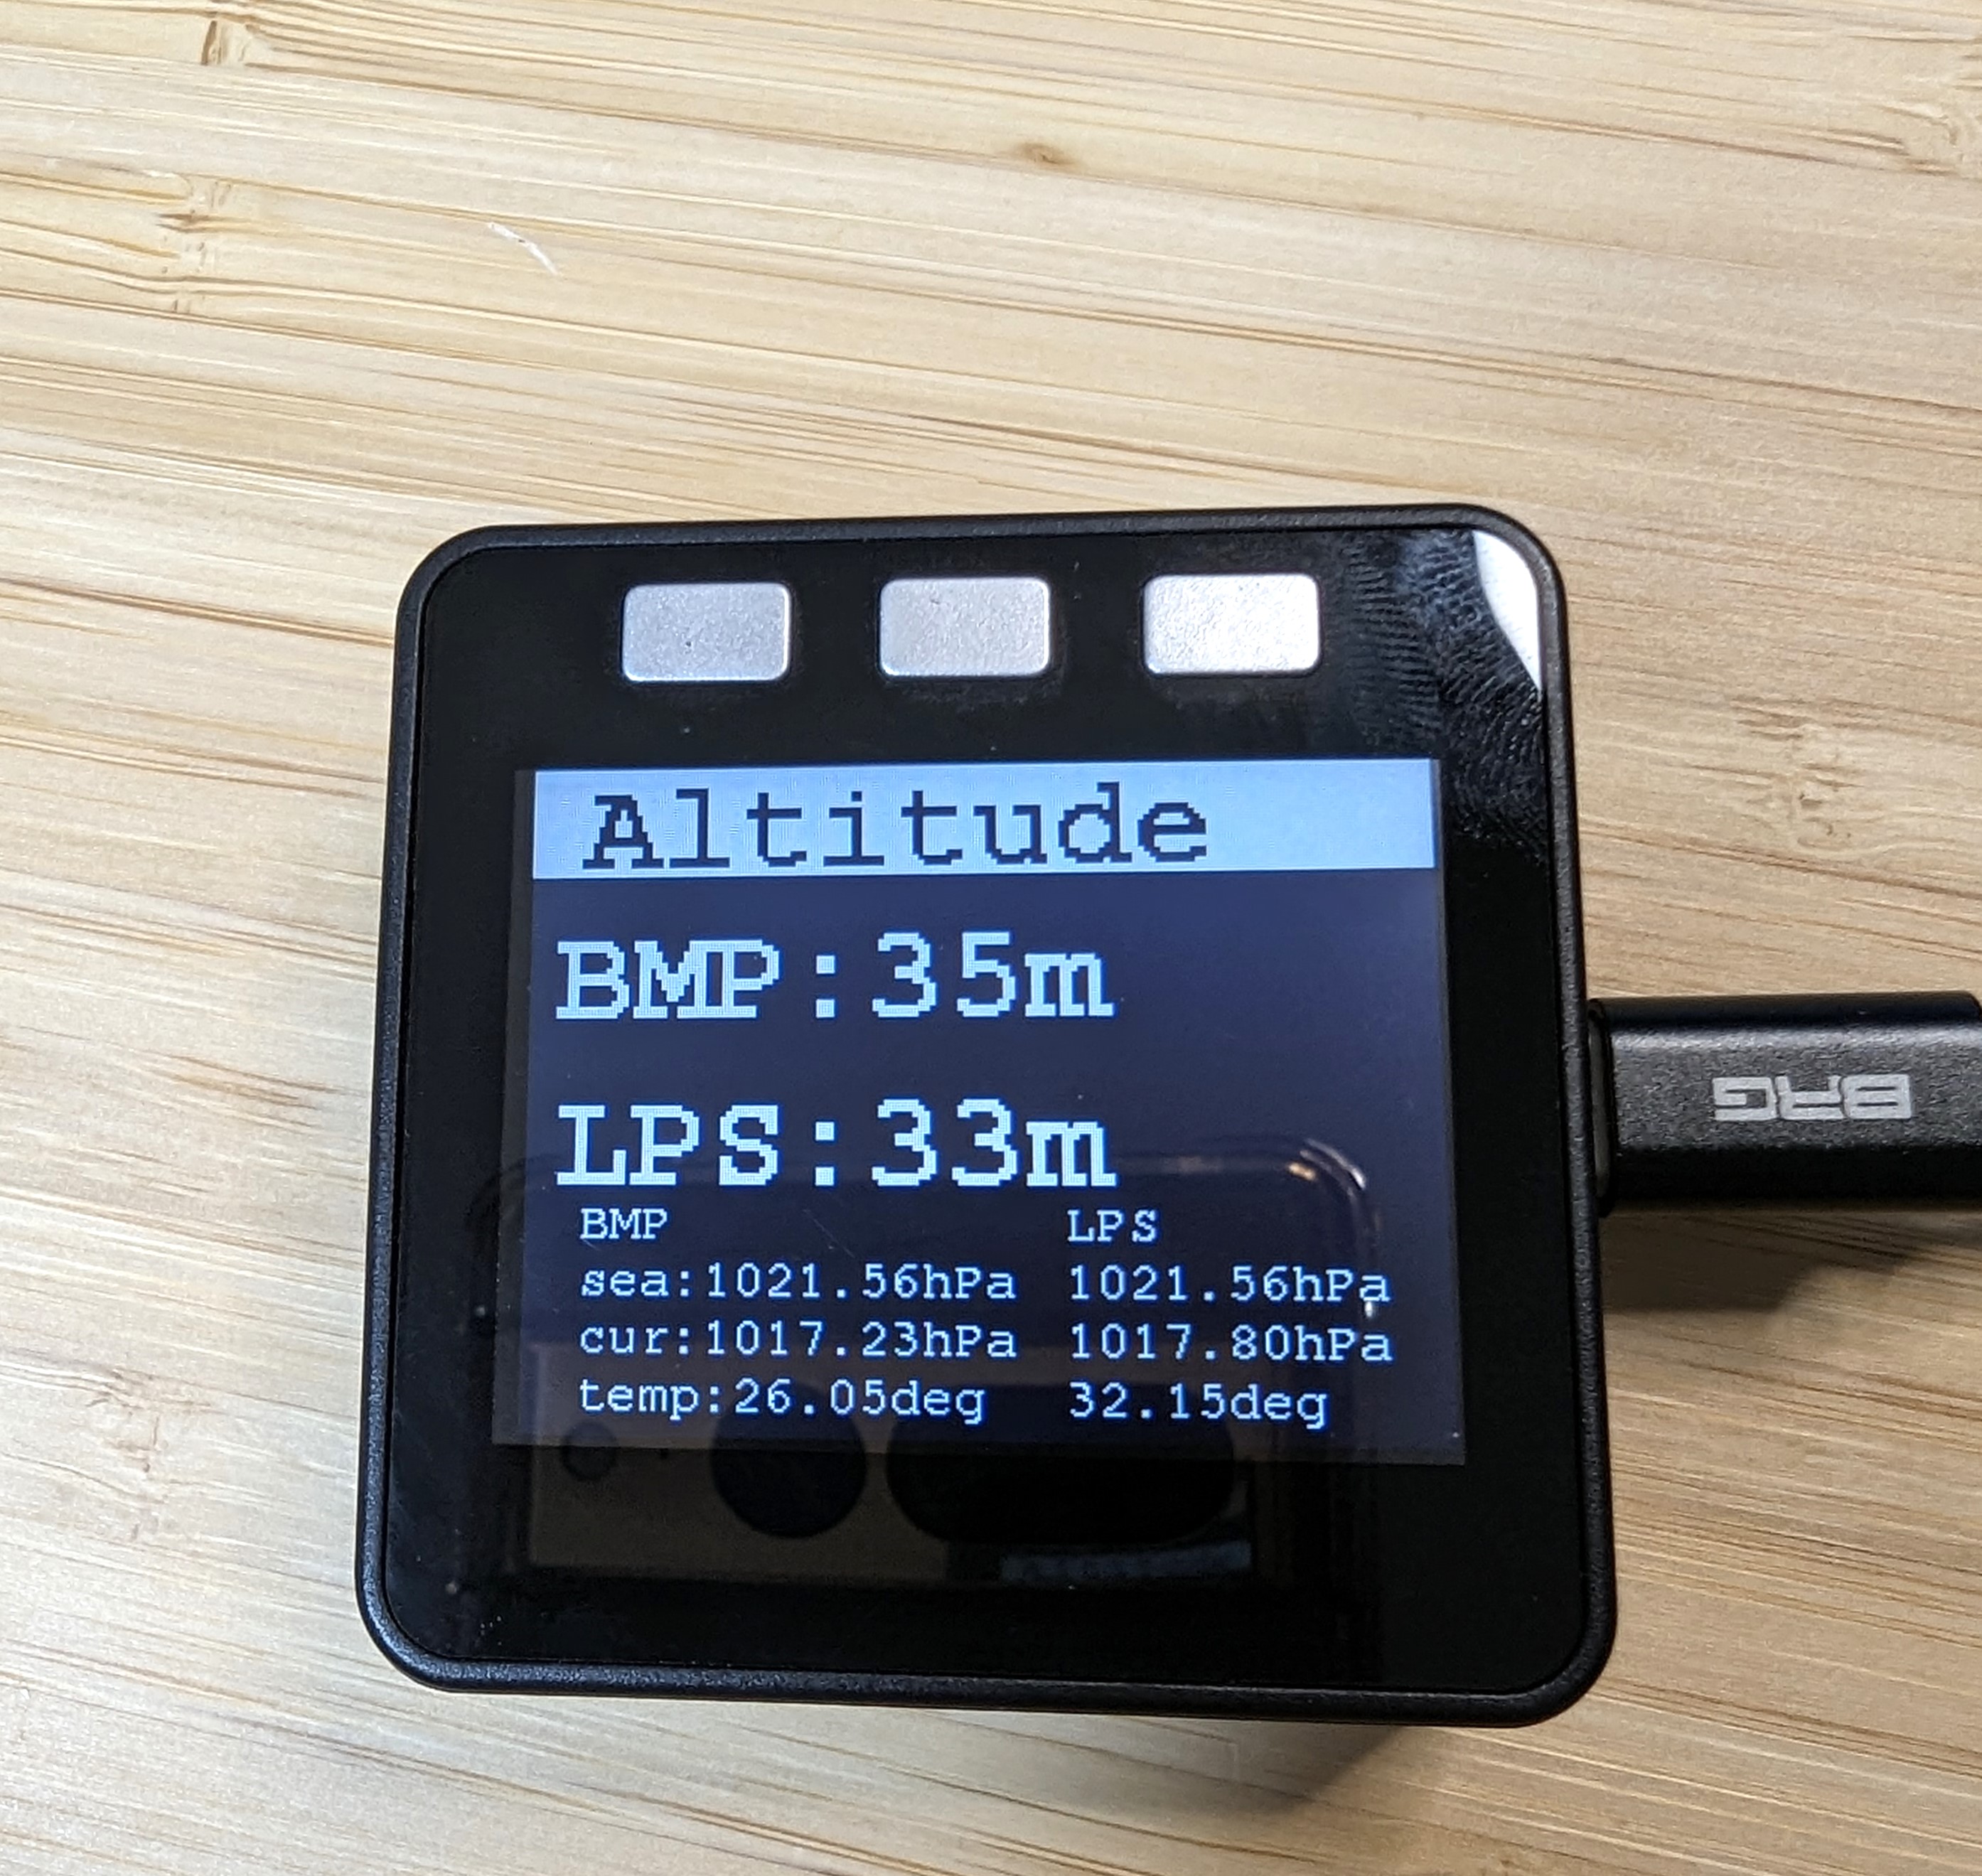 Altitude
BMP:35m
LPS:33m
BMP LPS
sea:1021.56hPa 1021.56hPa
cur:1017.23hPa 1017.80hPa
temp:26.05deg 32.15deg
BRG